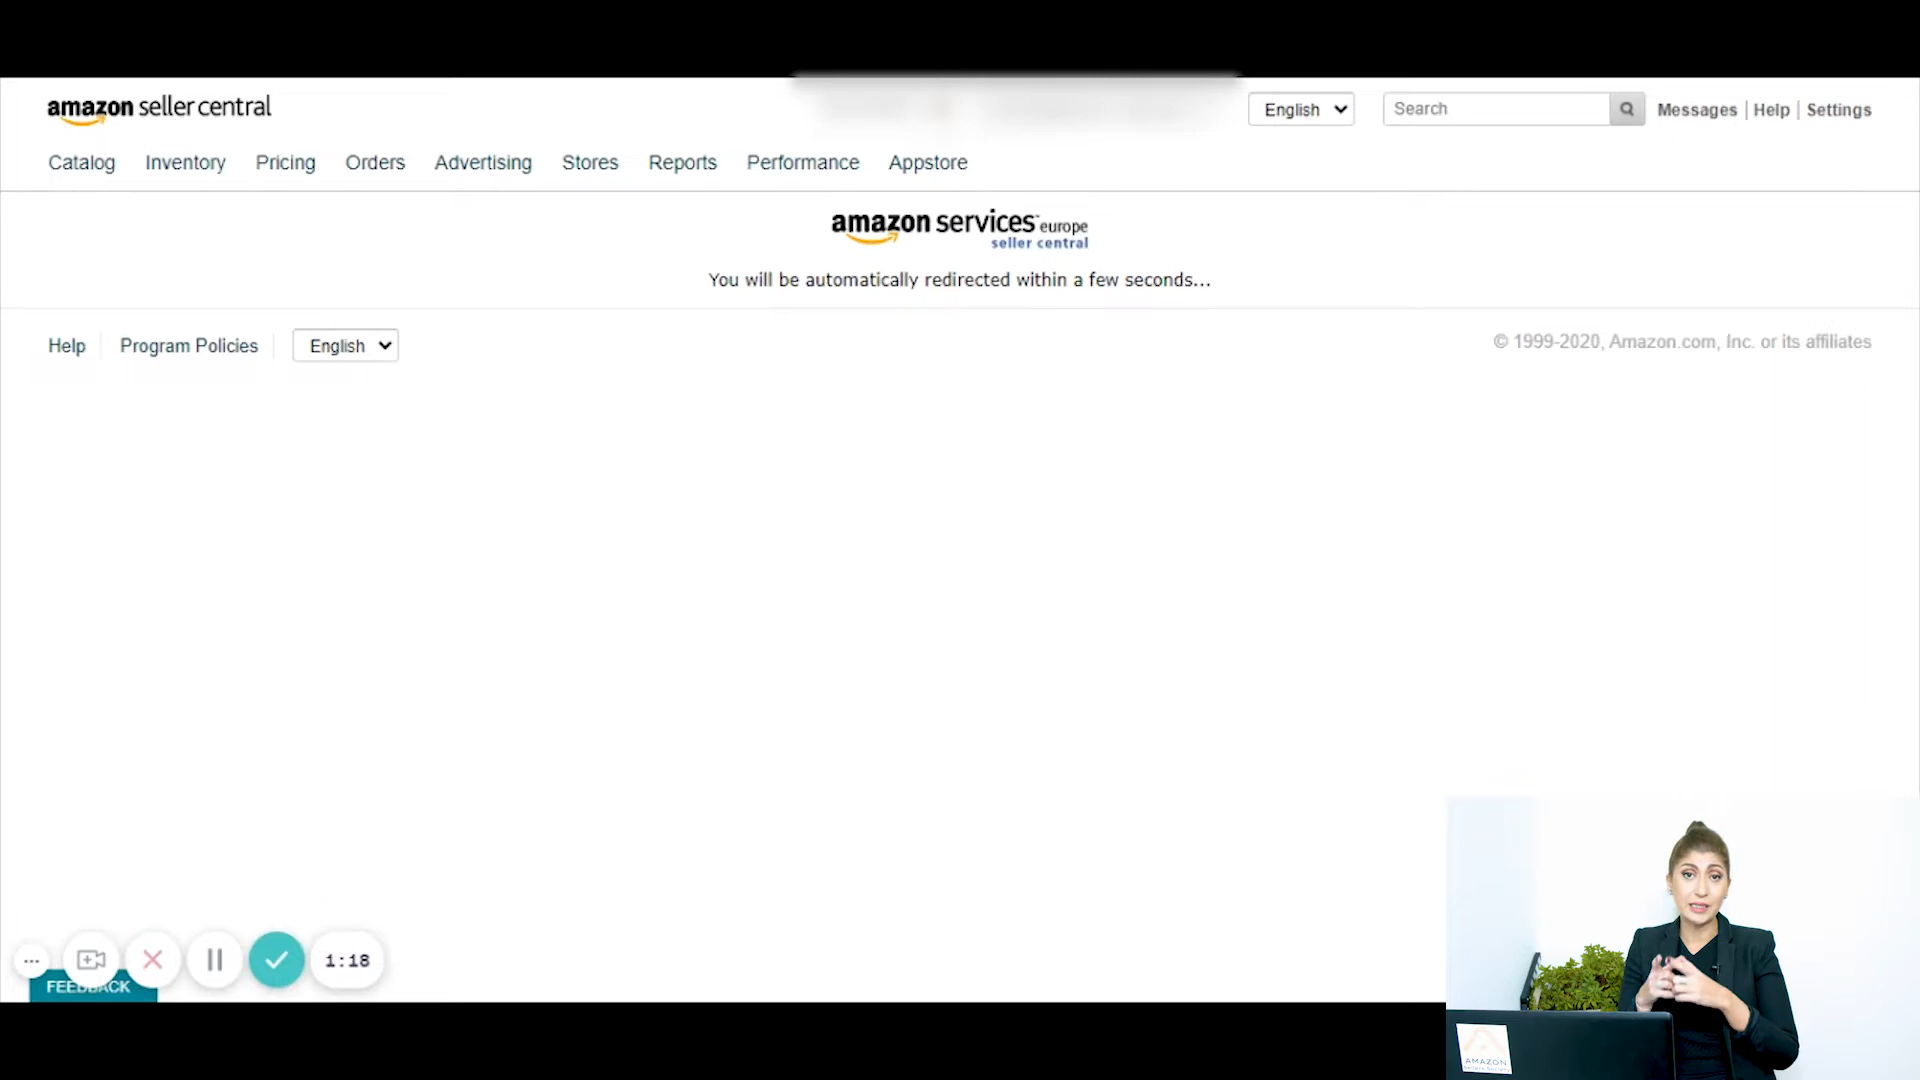 amazon seller central
English
Search
Messages | Help | Settings
Catalog Inventory Pricing Orders Advertising Stores Reports Performance Appstore
amazon services europe
seller central
You will be automatically redirected within a few seconds...
Help Program Policies English
© 1999-2020, Amazon.com, Inc. or its affiliates
1:18
FEEDBACK
AMAZON